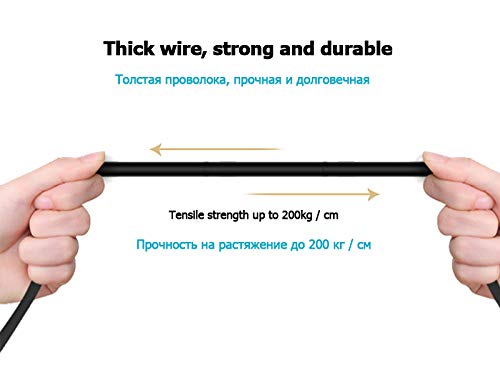 Thick wire, strong and durable
Толстая проволока, прочная и долговечная
Tensile strength up to 200kg / cm
Прочность на растяжение до 200 кг / см